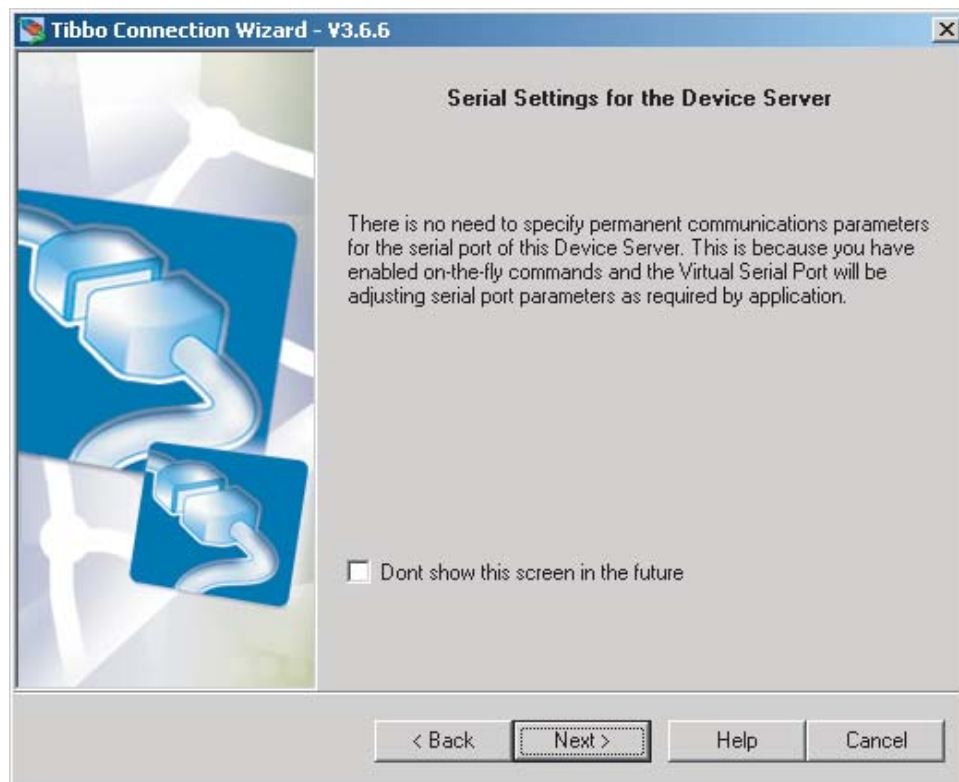 Tibbo Connection Wizard - V3.6.6
Serial Settings for the Device Server
There is no need to specify permanent communications parameters
for the serial port of this Device Server. This is because you have
enabled on-the-fly commands and the Virtual Serial Port will be
adjusting serial port parameters as required by application.
Dont show this screen in the future
< Back
Next >
Help
Cancel